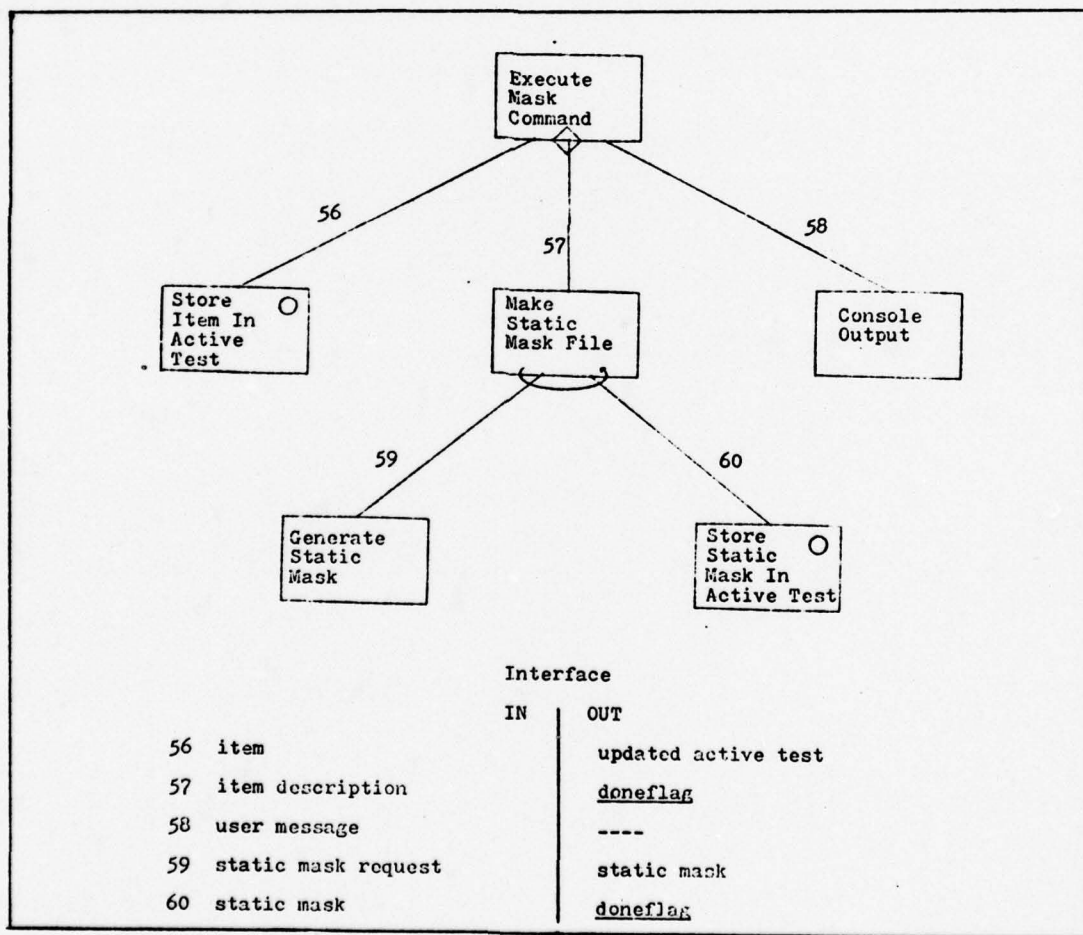 Execute
Mask
Command
56
57
58
Store
Item In
Active
Test
Make
Static
Mask File
Console
Output
59
60
Generate
Static
Mask
Store
Static
Mask In
Active Test
Interface
IN OUT
56 item updated active test
57 item description doneflag
58 user message ----
59 static mask request static mask
60 static mask doneflag